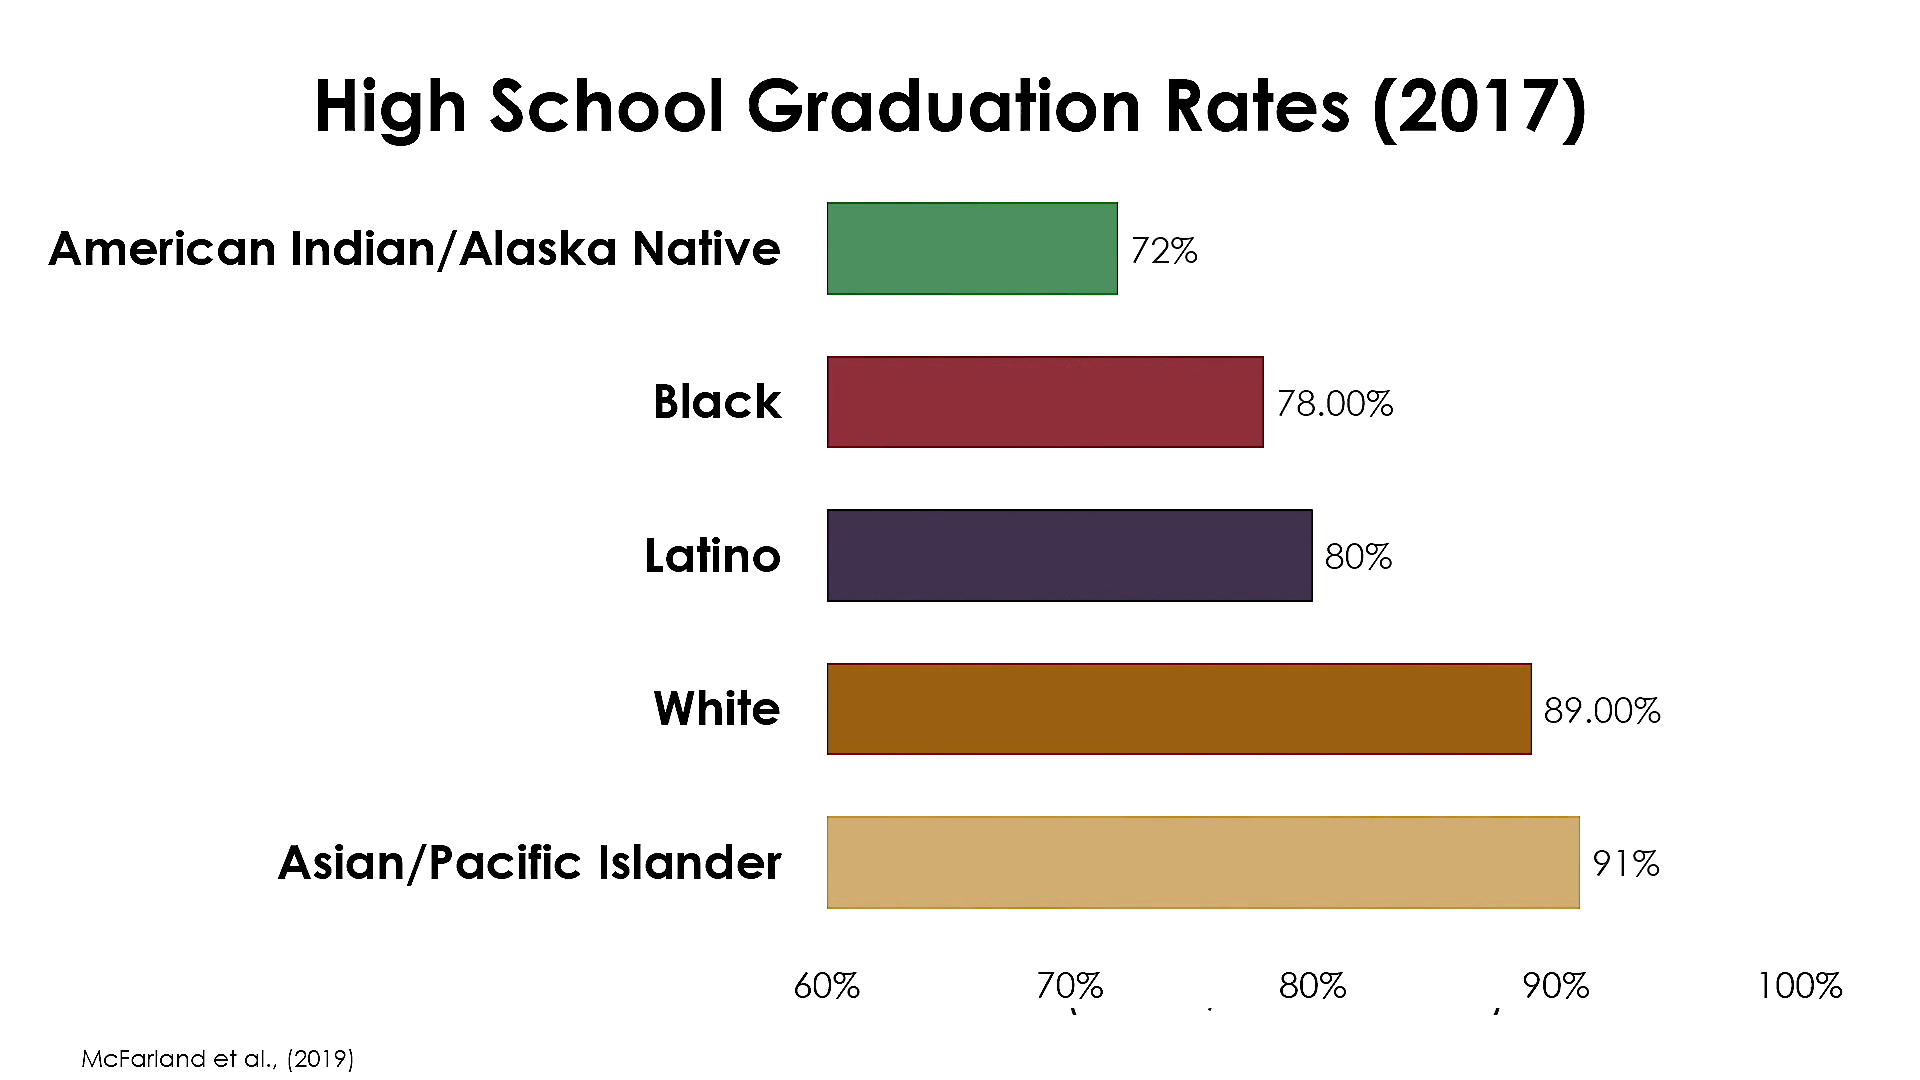 High School Graduation Rates (2017)
American Indian/Alaska Native 72%
Black 78.00%
Latino 80%
White 89.00%
Asian/Pacific Islander 91%
60% 70% 80% 90% 100%
McFarland et al., (2019)